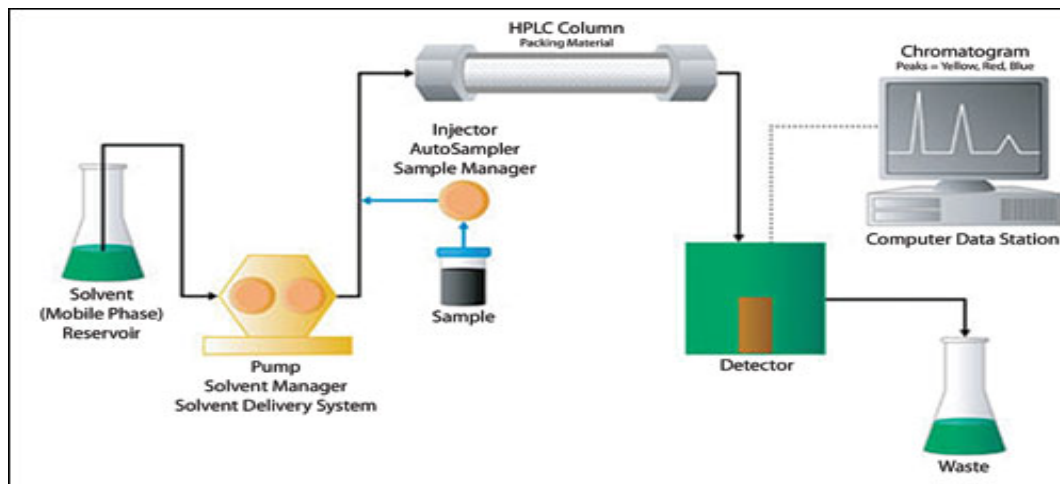 HPLC Column
Packing Material
Chromatogram
Peaks = Yellow, Red, Blue
Injector
AutoSampler
Sample Manager
Solvent
(Mobile Phase)
Reservoir
Sample
Pump
Solvent Manager
Solvent Delivery System
Detector
Computer Data Station
Waste